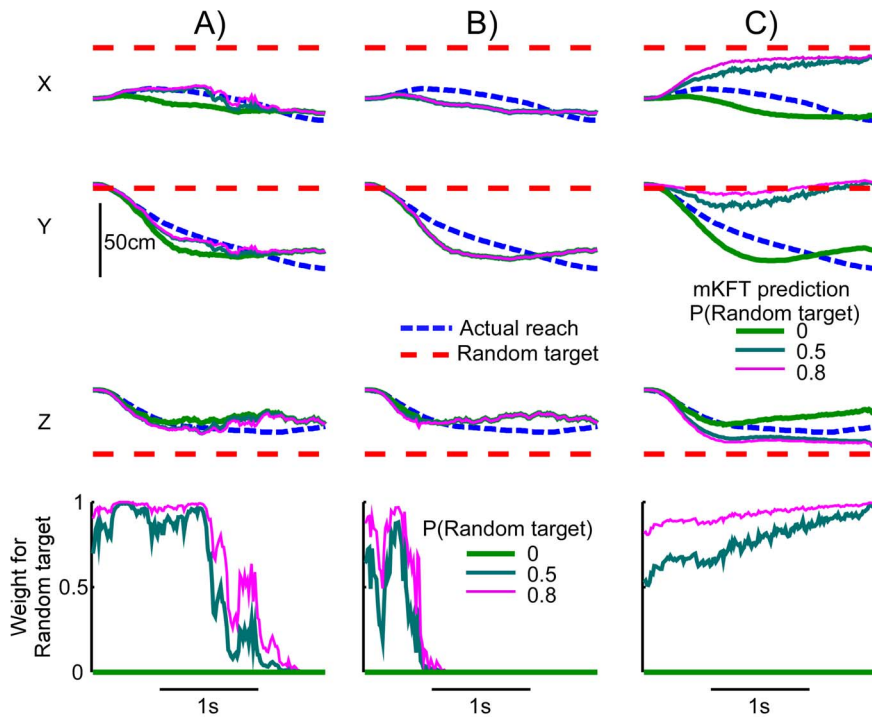 A) B) C)
X
Y
50cm
mKFT prediction
P(Random target)
0
0.5
0.8
Actual reach
Random target
Z
Weight for
Random target
1
0.5
0
P(Random target)
0
0.5
0.8
1s 1s 1s